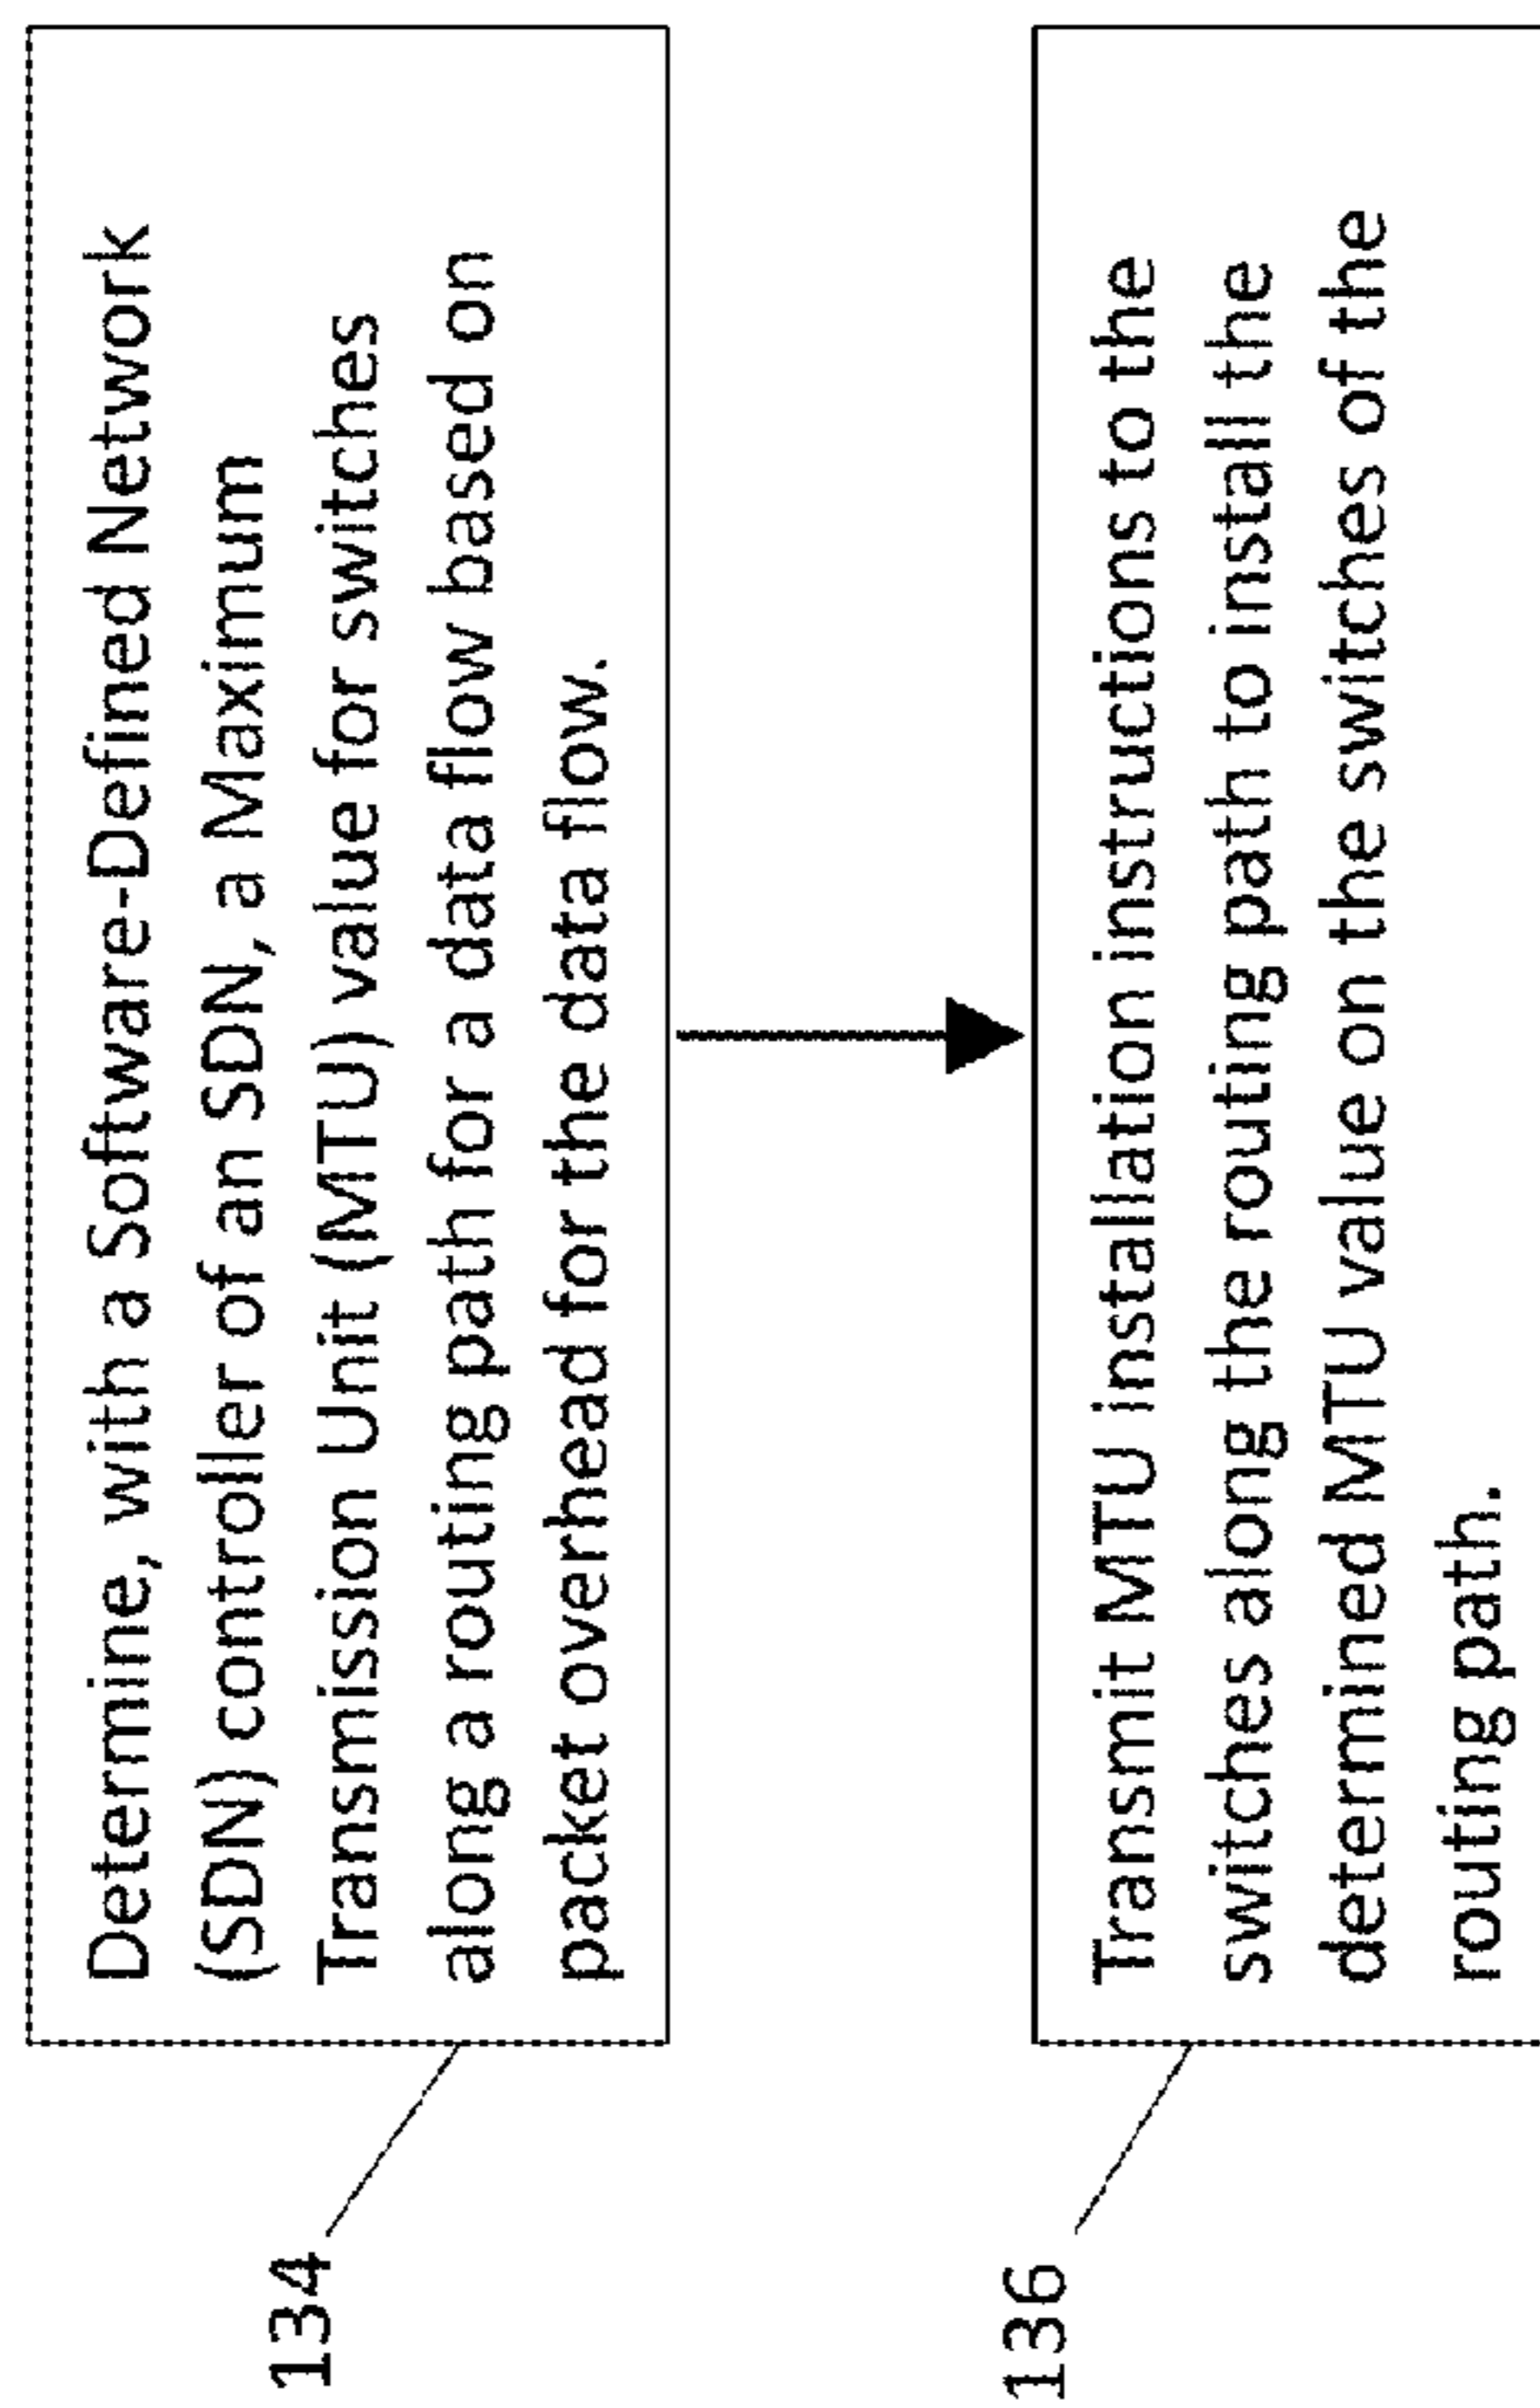 134
Determine, with a Software-Defined Network
(SDN) controller of an SDN, a Maximum
Transmission Unit (MTU) value for switches
along a routing path for a data flow based on
packet overhead for the data flow.
136
Transmit MTU installation instructions to the
switches along the routing path to install the
determined MTU value on the switches of the
routing path.